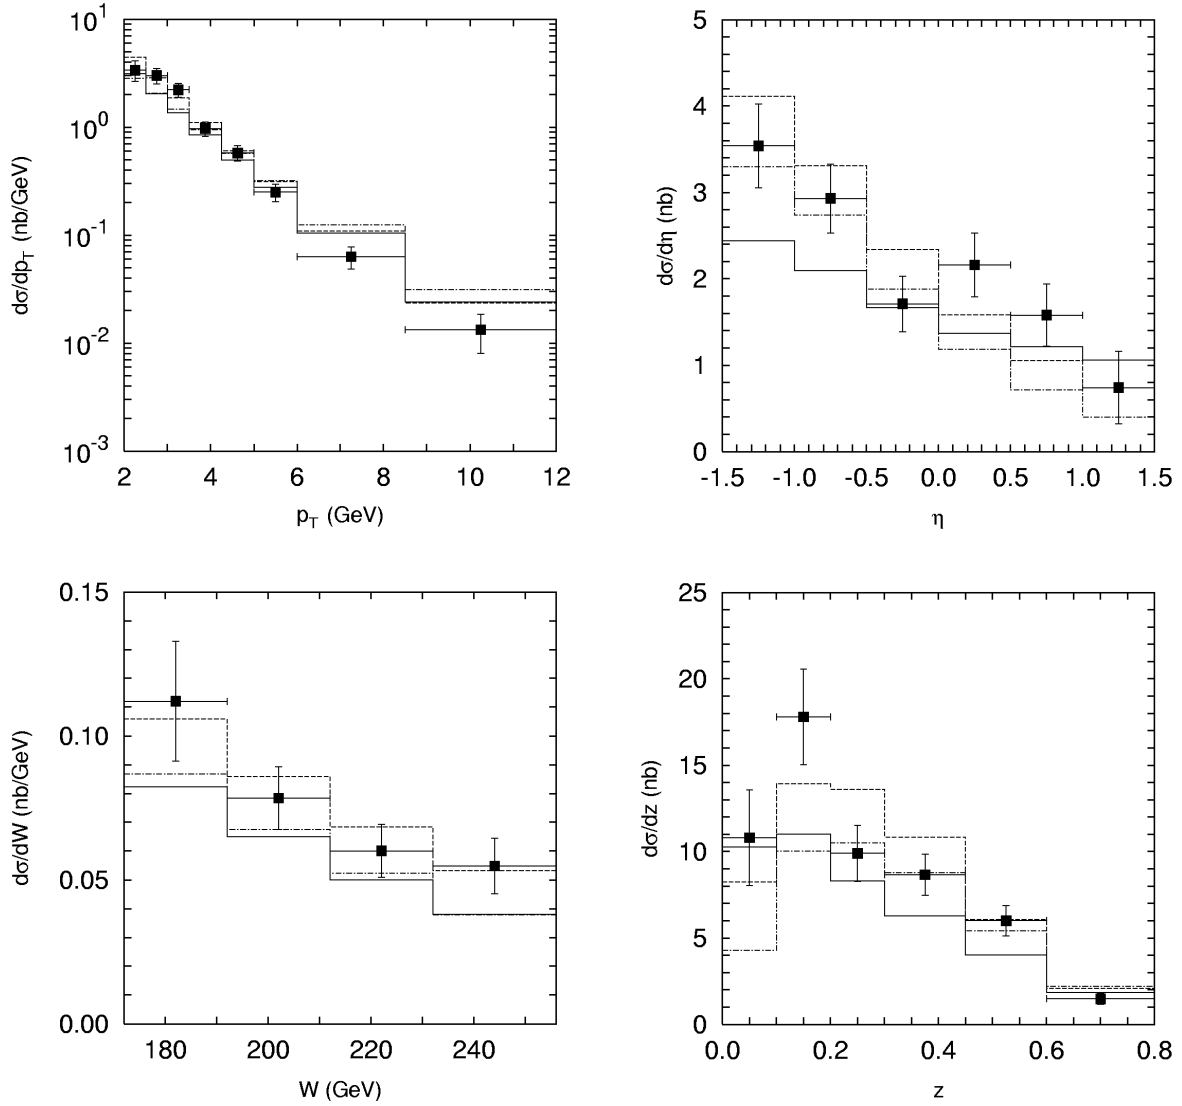 10^1
10^0
10^-1
10^-2
10^-3
dσ/dp_T (nb/GeV)
2 4 6 8 10 12
p_T (GeV)
5
4
3
2
1
0
dσ/dη (nb)
-1.5 -1.0 -0.5 0.0 0.5 1.0 1.5
η
0.15
0.10
0.05
0.00
dσ/dW (nb/GeV)
180 200 220 240
W (GeV)
25
20
15
10
5
0
dσ/dz (nb)
0.0 0.2 0.4 0.6 0.8
z